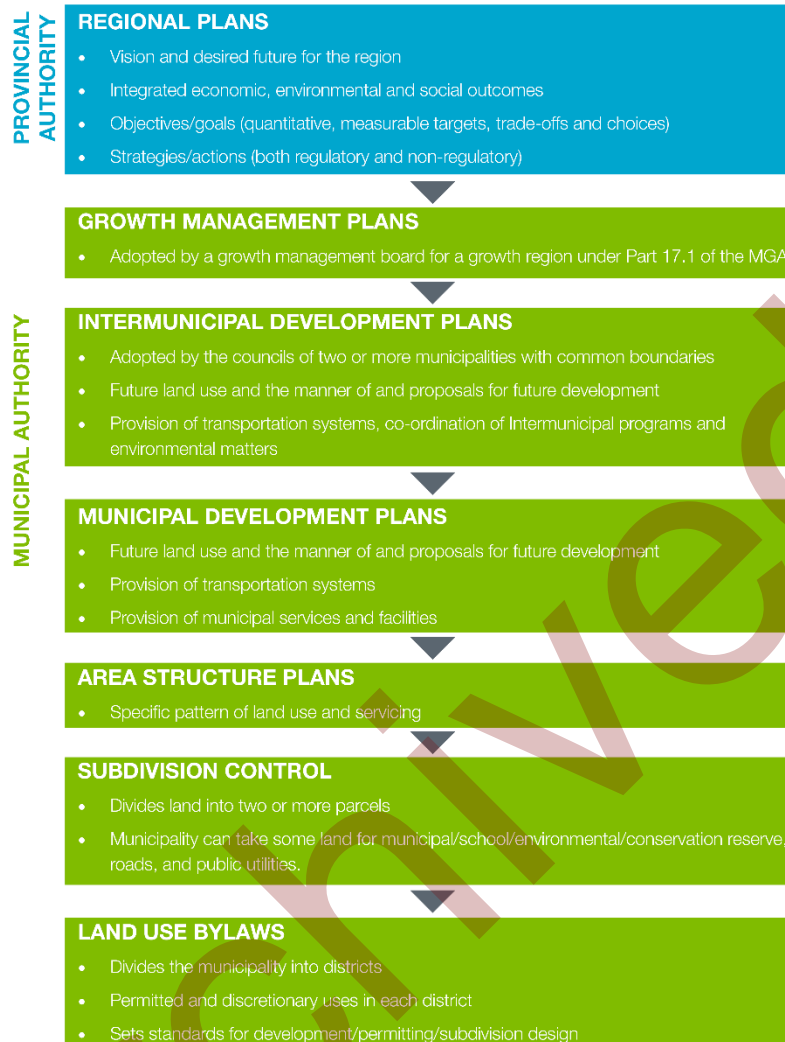 PROVINCIAL
AUTHORITY
REGIONAL PLANS
• Vision and desired future for the region
• Integrated economic, environmental and social outcomes
• Objectives/goals (quantitative, measurable targets, trade-offs and choices)
• Strategies/actions (both regulatory and non-regulatory)
MUNICIPAL AUTHORITY
GROWTH MANAGEMENT PLANS
• Adopted by a growth management board for a growth region under Part 17.1 of the MGA
INTERMUNICIPAL DEVELOPMENT PLANS
• Adopted by the councils of two or more municipalities with common boundaries
• Future land use and the manner of and proposals for future development
• Provision of transportation systems, co-ordination of Intermunicipal programs and
environmental matters
MUNICIPAL DEVELOPMENT PLANS
• Future land use and the manner of and proposals for future development
• Provision of transportation systems
• Provision of municipal services and facilities
AREA STRUCTURE PLANS
• Specific pattern of land use and servicing
SUBDIVISION CONTROL
• Divides land into two or more parcels
• Municipality can take some land for municipal/school/environmental/conservation reserve,
roads, and public utilities.
LAND USE BYLAWS
• Divides the municipality into districts
• Permitted and discretionary uses in each district
• Sets standards for development/permitting/subdivision design
chive